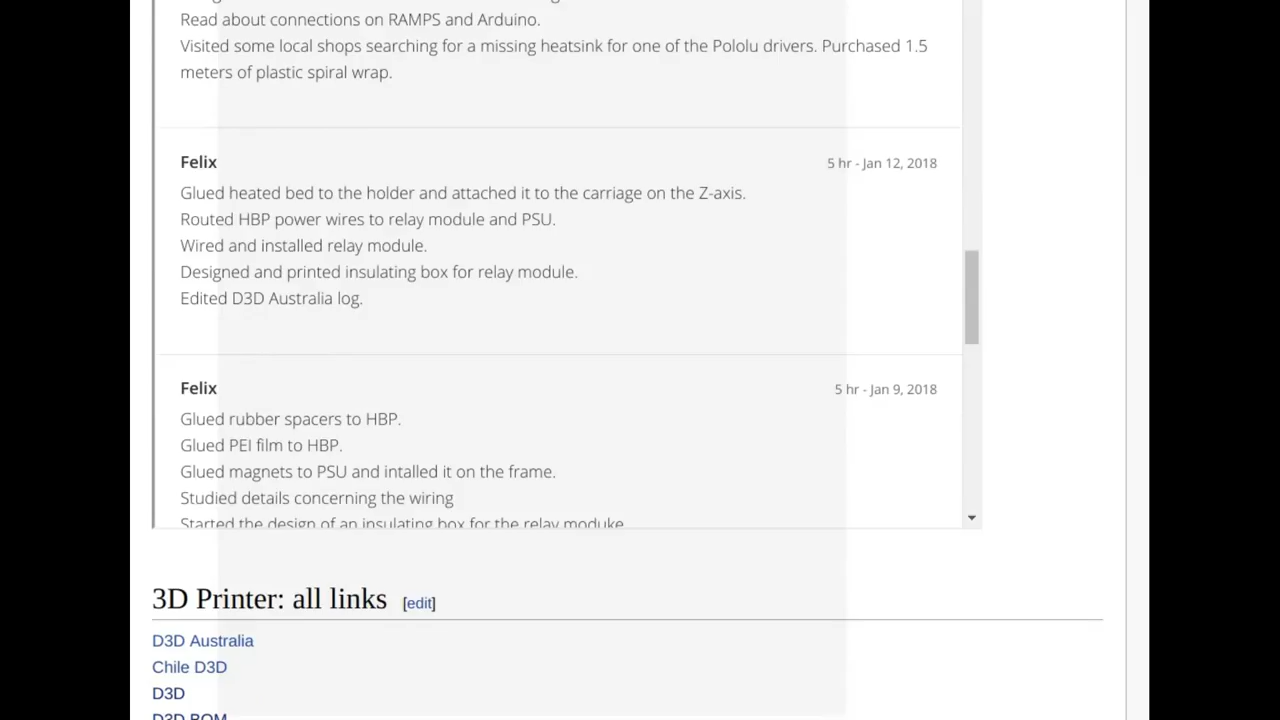 Read about connections on RAMPS and Arduino.
Visited some local shops searching for a missing heatsink for one of the Pololu drivers. Purchased 1.5
meters of plastic spiral wrap.
Felix
5 hr - Jan 12, 2018
Glued heated bed to the holder and attached it to the carriage on the Z-axis.
Routed HBP power wires to relay module and PSU.
Wired and installed relay module.
Designed and printed insulating box for relay module.
Edited D3D Australia log.
Felix
5 hr - Jan 9, 2018
Glued rubber spacers to HBP.
Glued PEI film to HBP.
Glued magnets to PSU and intalled it on the frame.
Studied details concerning the wiring
Started the design of an insulating box for the relay moduke
3D Printer: all links [edit]
D3D Australia
Chile D3D
D3D
D3D BOM